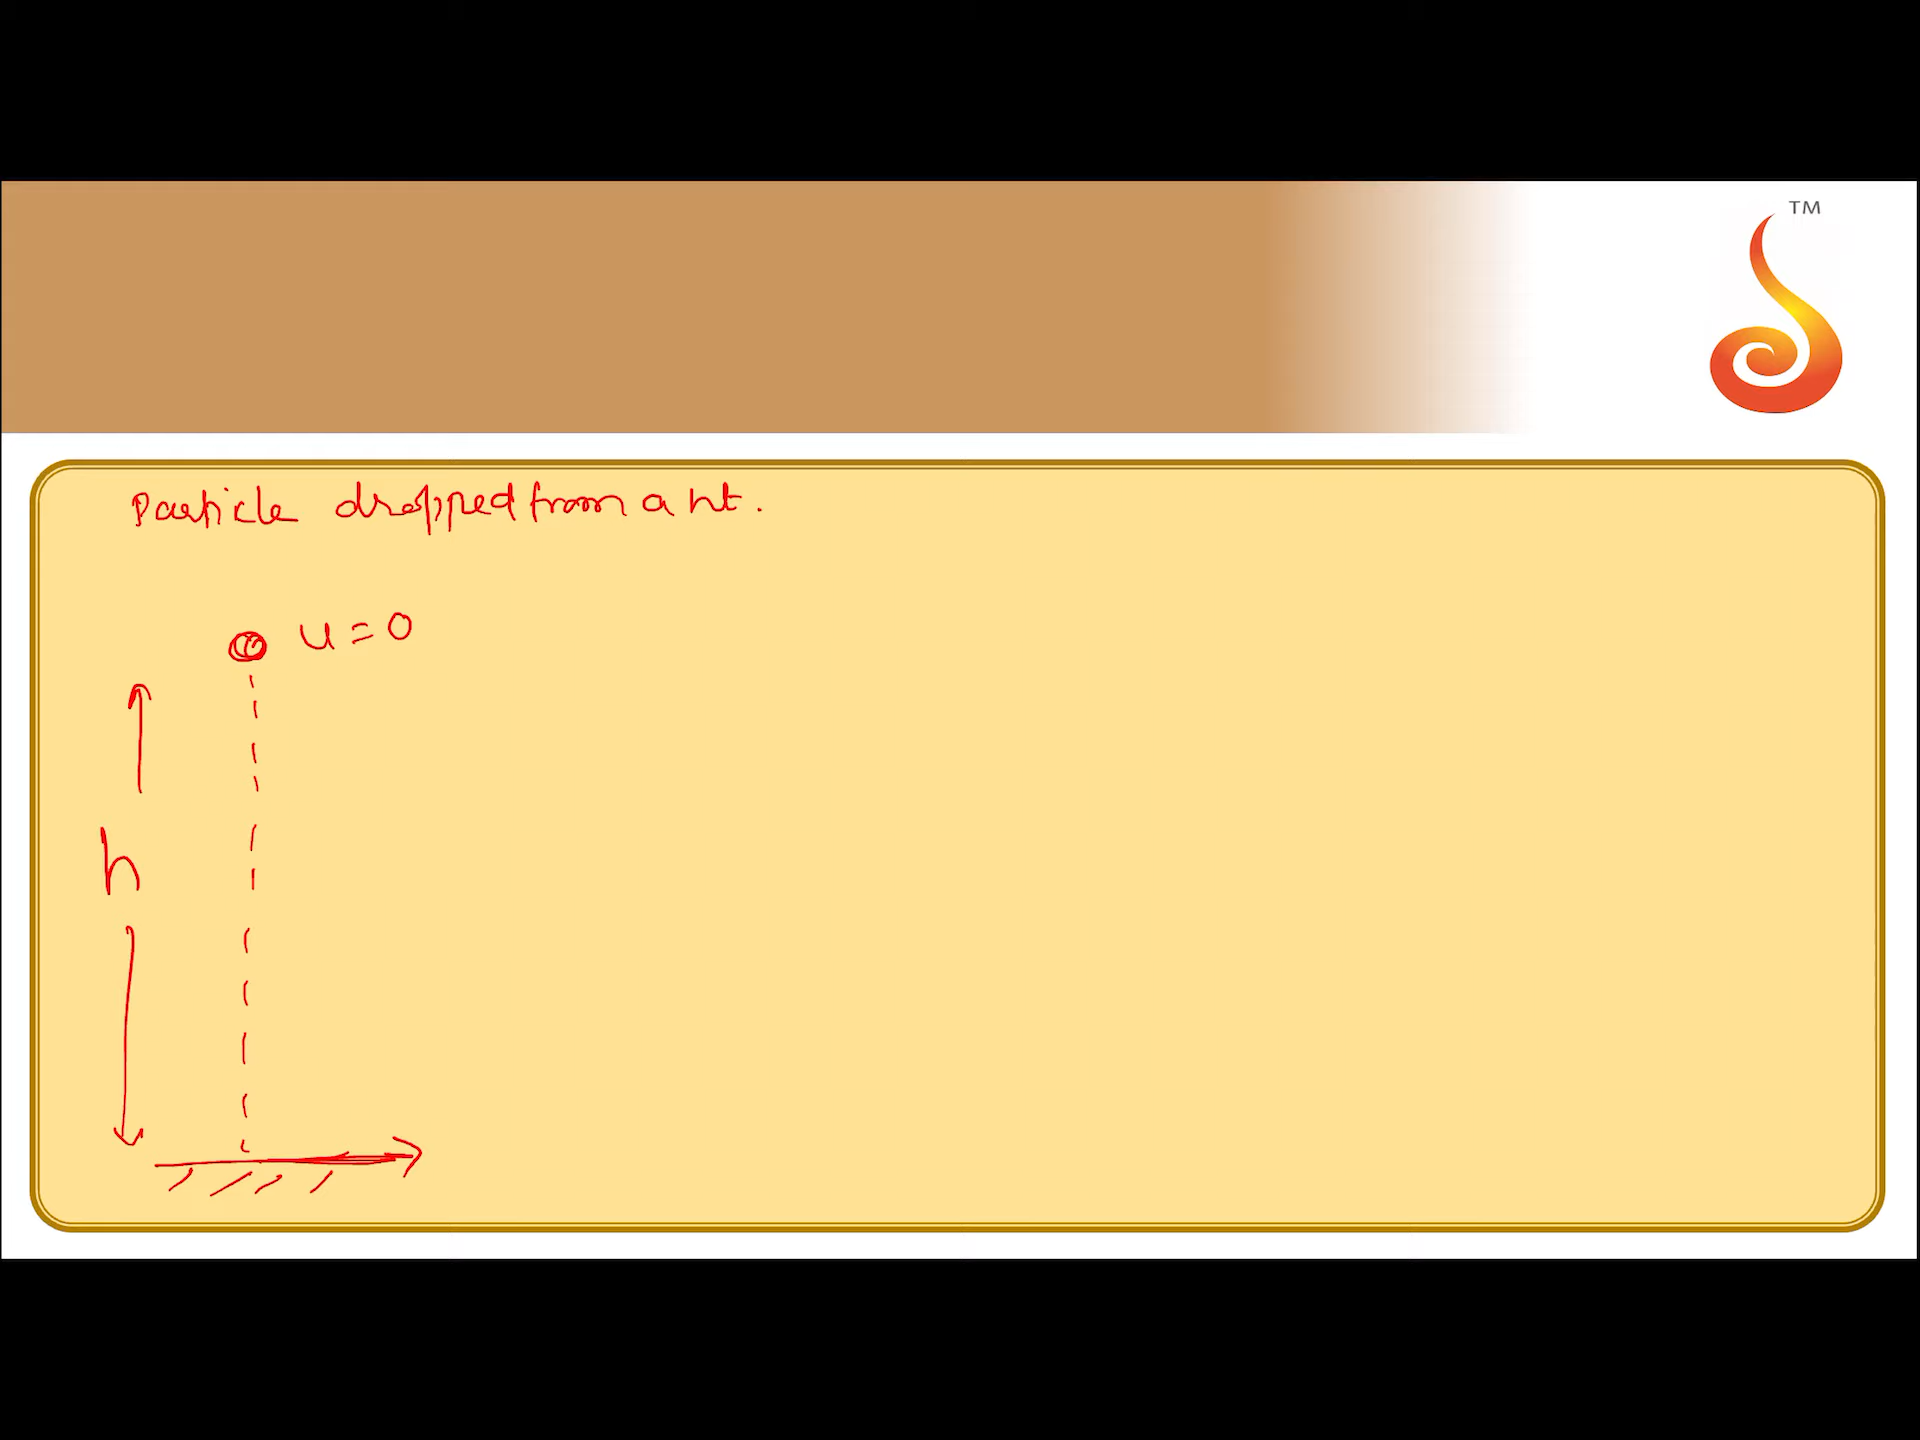 TM
Particle dropped from a ht.
u = 0
h